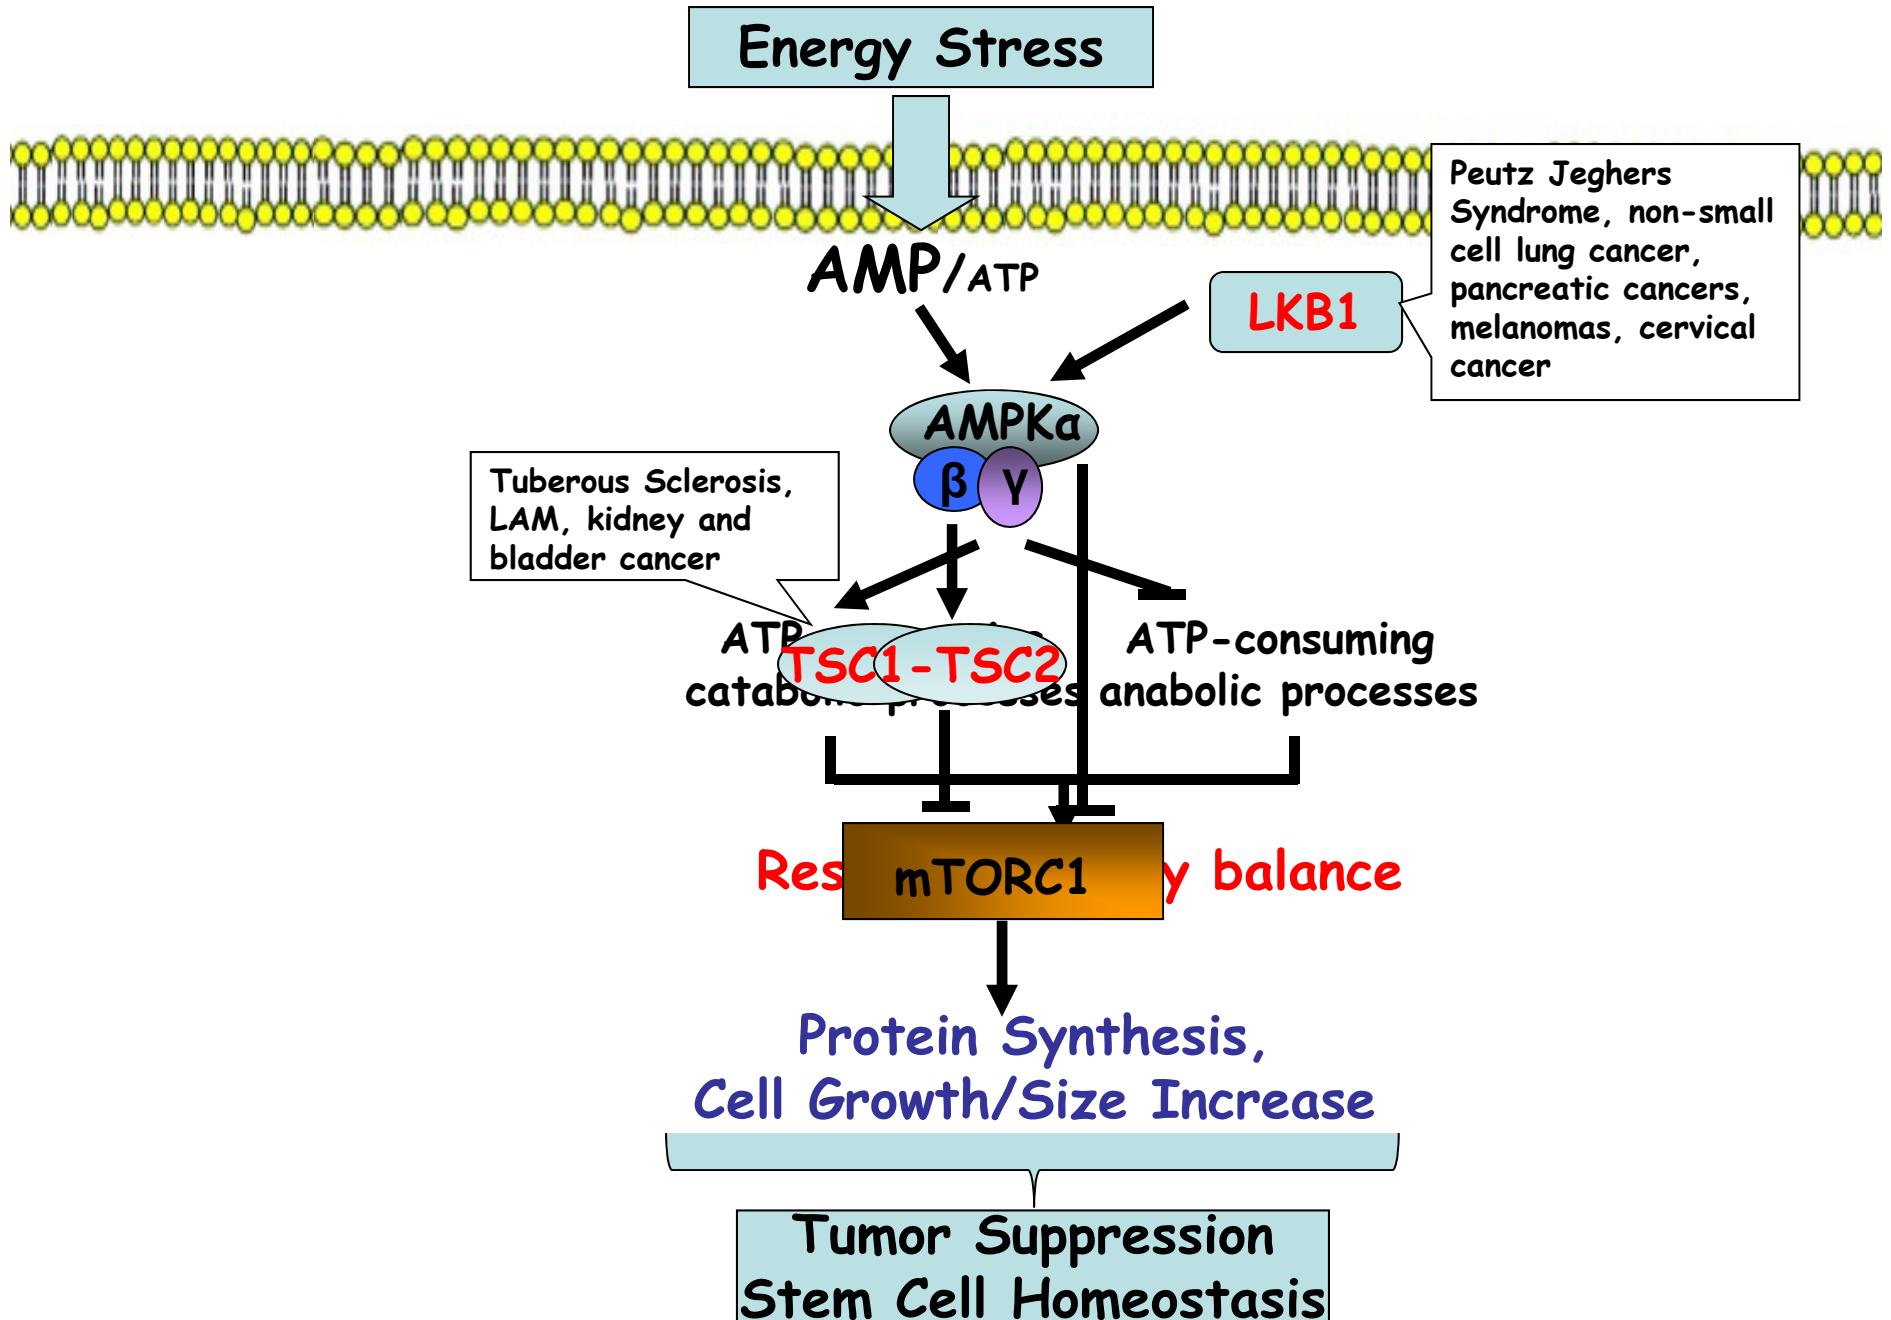 Energy Stress
AMP/ATP
LKB1
Peutz Jeghers
Syndrome, non-small
cell lung cancer,
pancreatic cancers,
melanomas, cervical
cancer
AMPKα
β γ
Tuberous Sclerosis,
LAM, kidney and
bladder cancer
TSC1-TSC2
ATP-consuming
anabolic processes
mTORC1
balance
Protein Synthesis,
Cell Growth/Size Increase
Tumor Suppression
Stem Cell Homeostasis